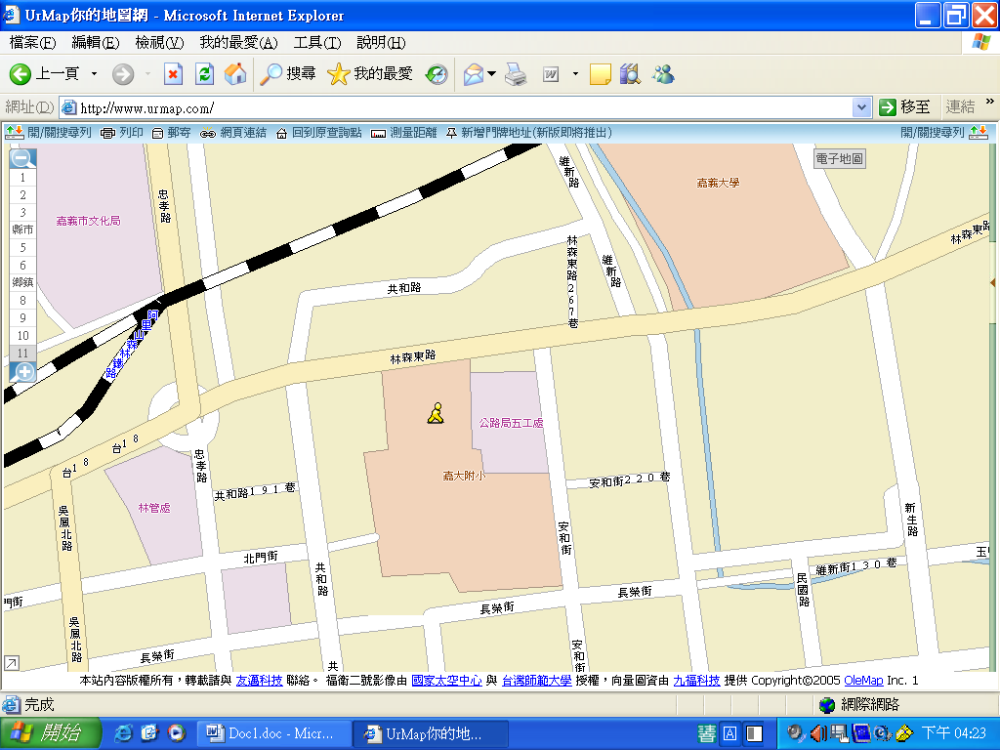 UrMap你的地圖網 - Microsoft Internet Explorer
檔案(F) 編輯(E) 檢視(V) 我的最愛(A) 工具(T) 說明(H)
上一頁 搜尋 我的最愛
網址(D) http://www.urmap.com/ 移至 連結 »
開/關搜尋列 列印 郵寄 網頁連結 回到原查詢點 測量距離 新增門牌地址(新版即將推出) 開/關搜尋列
電子地圖
1
2
3
縣市
5
6
鄉鎮
8
9
10
11
嘉義市文化局
忠孝路
維新路
嘉義大學
林森東路
林森東路267巷
維新路
共和路
阿里山森林鐵路
林森東路
公路局五工處
台18
台18
嘉大附小
忠孝路
共和路191巷
安和街220巷
林管處
吳鳳北路
新生路
安和街
北門街
共和路
維新街130巷
民國路
門街
長榮街
長榮街
吳鳳北路
長榮街
安和街
共
本站內容版權所有，轉載請與 友邁科技 聯絡。 福衛二號影像由 國家太空中心 與 台灣師範大學 授權，向量圖資由 九福科技 提供 Copyright©2005 OleMap Inc. 1
完成 網際網路
開始 Doc1.doc - Micr... UrMap你的地... A 下午 04:23